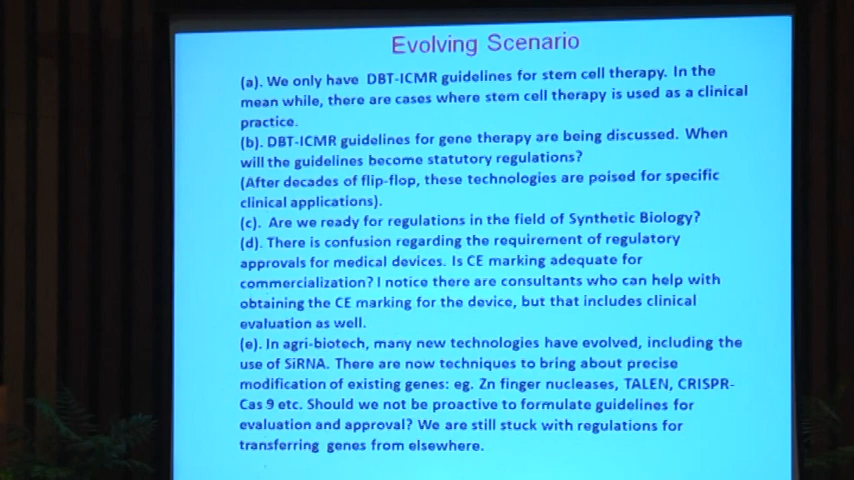 Evolving Scenario
(a). We only have DBT-ICMR guidelines for stem cell therapy. In the
mean while, there are cases where stem cell therapy is used as a clinical
practice.
(b). DBT-ICMR guidelines for gene therapy are being discussed. When
will the guidelines become statutory regulations?
(After decades of flip-flop, these technologies are poised for specific
clinical applications).
(c). Are we ready for regulations in the field of Synthetic Biology?
(d). There is confusion regarding the requirement of regulatory
approvals for medical devices. Is CE marking adequate for
commercialization? I notice there are consultants who can help with
obtaining the CE marking for the device, but that includes clinical
evaluation as well.
(e). In agri-biotech, many new technologies have evolved, including the
use of SiRNA. There are now techniques to bring about precise
modification of existing genes: eg. Zn finger nucleases, TALEN, CRISPR-
Cas 9 etc. Should we not be proactive to formulate guidelines for
evaluation and approval? We are still stuck with regulations for
transferring genes from elsewhere.